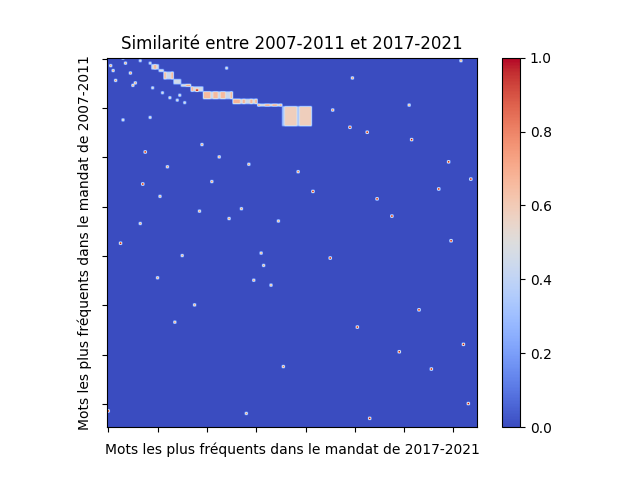 Similarité entre 2007-2011 et 2017-2021
Mots les plus fréquents dans le mandat de 2007-2011
1.0
0.8
0.6
0.4
0.2
0.0
Mots les plus fréquents dans le mandat de 2017-2021